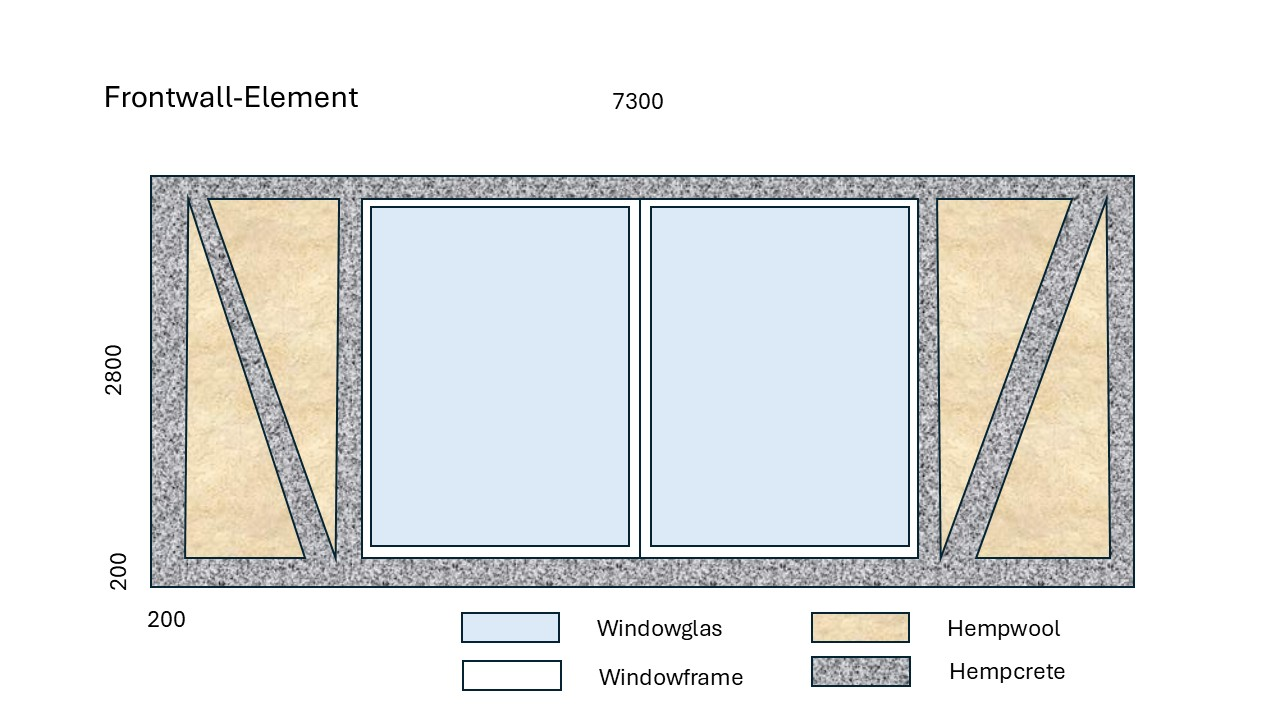 Frontwall-Element
7300
2800
200
200
Windowglas
Hempwool
Windowframe
Hempcrete